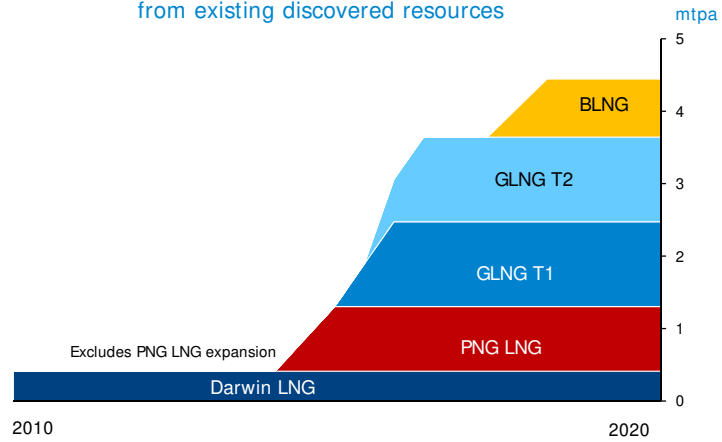 from existing discovered resources
mtpa
5
BLNG
4
GLNG T2
3
2
GLNG T1
1
Excludes PNG LNG expansion
PNG LNG
Darwin LNG
0
2010
2020